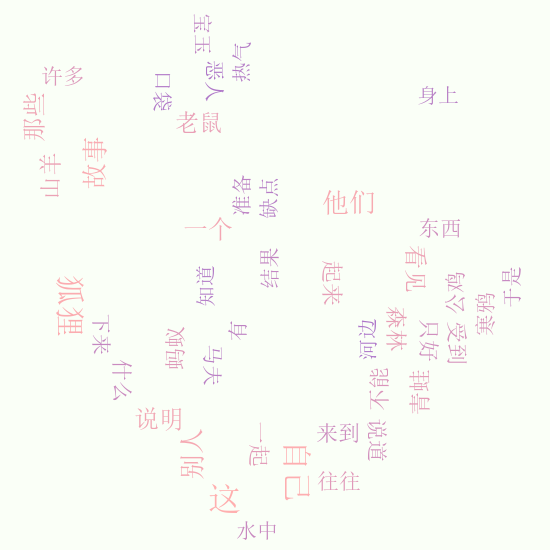 宝玉
热气
恶人
口袋
许多
身上
那些
老鼠
故事
山羊
准备
缺点
他们
一个
东西
结果
看见
知道
起来
公鸡
于是
狐狸
寒鸦
下来
有
蚂蚁
河边
森林
只好
受到
马夫
什么
不能
青蛙
说明
别人
一起
来到
说道
自己
往往
这
水中